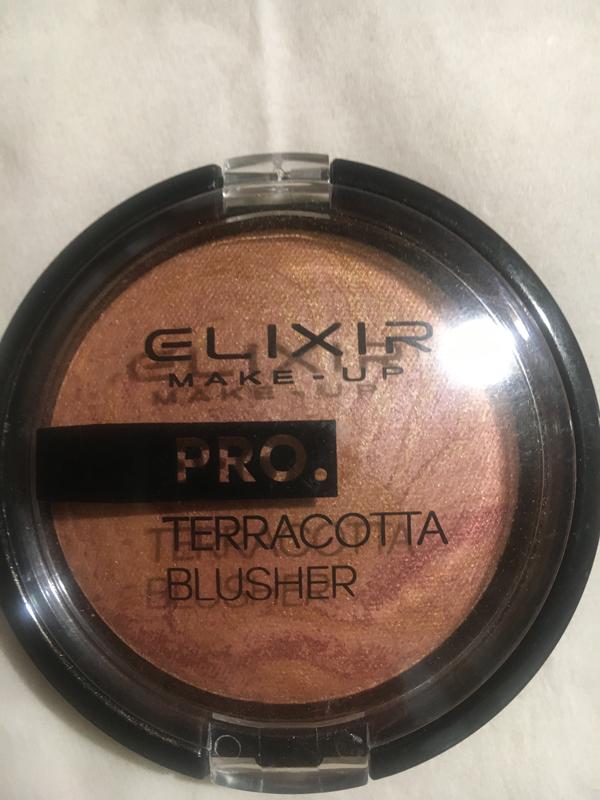 ELIXIR
MAKE-UP
PRO.
TERRACOTTA
BLUSHER